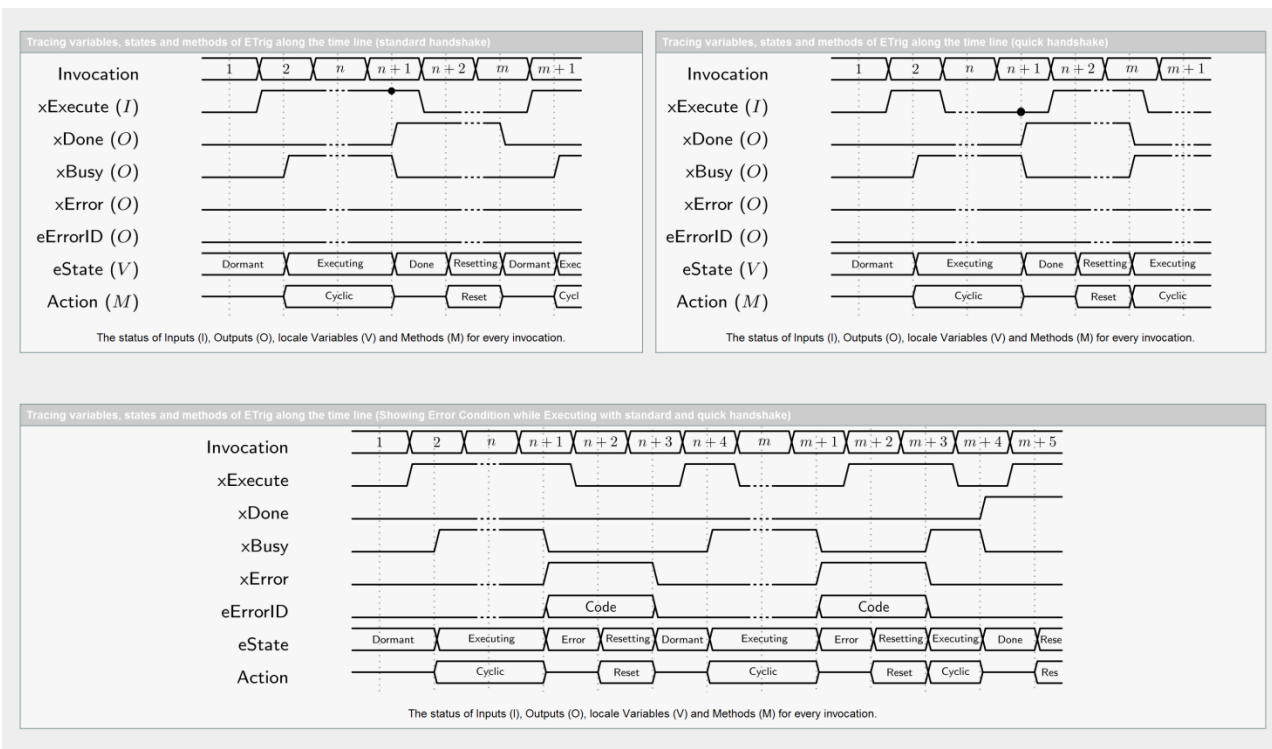 Tracing variables, states and methods of ETrig along the time line (standard handshake)
Invocation 1 2 n n + 1 n + 2 m m + 1
xExecute (I)
xDone (O)
xBusy (O)
xError (O)
eErrorID (O)
eState (V) Dormant Executing Done Resetting Dormant Exec
Action (M) Cyclic Reset Cycl
The status of Inputs (I), Outputs (O), locale Variables (V) and Methods (M) for every invocation.
Tracing variables, states and methods of ETrig along the time line (quick handshake)
Invocation 1 2 n n + 1 n + 2 m m + 1
xExecute (I)
xDone (O)
xBusy (O)
xError (O)
eErrorID (O)
eState (V) Dormant Executing Done Resetting Executing
Action (M) Cyclic Reset Cyclic
The status of Inputs (I), Outputs (O), locale Variables (V) and Methods (M) for every invocation.
Tracing variables, states and methods of ETrig along the time line (Showing Error Condition while Executing with standard and quick handshake)
Invocation 1 2 n n + 1 n + 2 n + 3 n + 4 m m + 1 m + 2 m + 3 m + 4 m + 5
xExecute
xDone
xBusy
xError
eErrorID Code Code
eState Dormant Executing Error Resetting Dormant Executing Error Resetting Executing Done Rese
Action Cyclic Reset Cyclic Reset Cyclic Res
The status of Inputs (I), Outputs (O), locale Variables (V) and Methods (M) for every invocation.